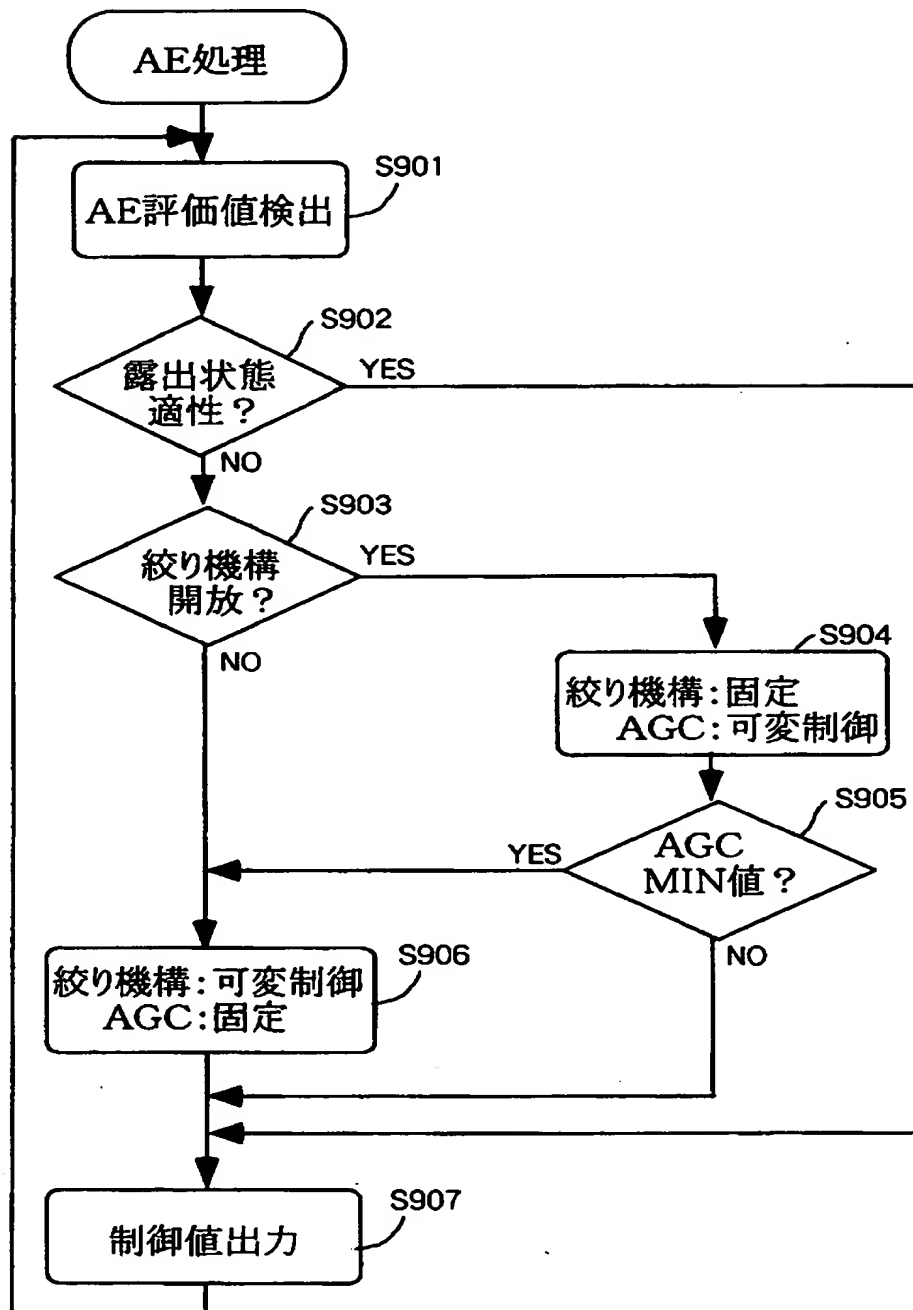 AE処理
S901
AE評価値検出
S902
露出状態
適性？
YES
NO
S903
絞り機構
開放？
YES
NO
S904
絞り機構：固定
AGC：可変制御
S905
AGC
MIN値？
YES
NO
S906
絞り機構：可変制御
AGC：固定
S907
制御値出力